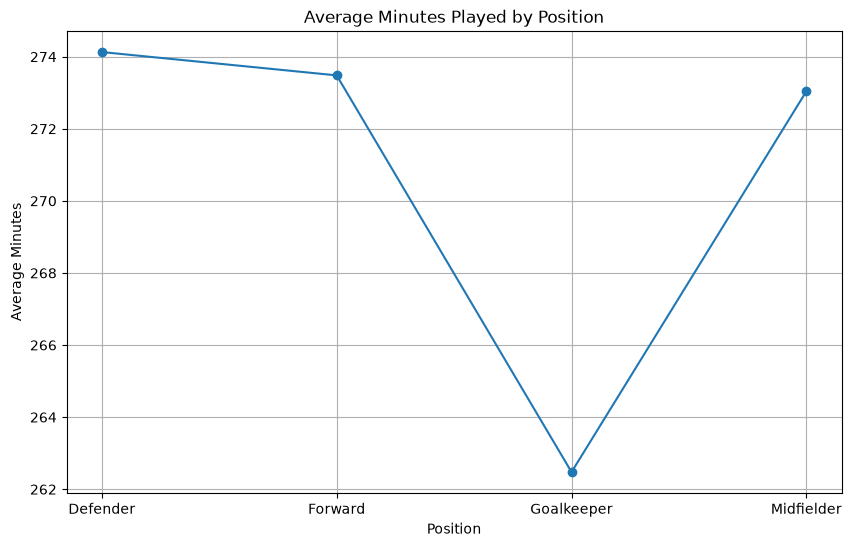 Average Minutes Played by Position
Average Minutes
274
272
270
268
266
264
262
Defender Forward Goalkeeper Midfielder
Position